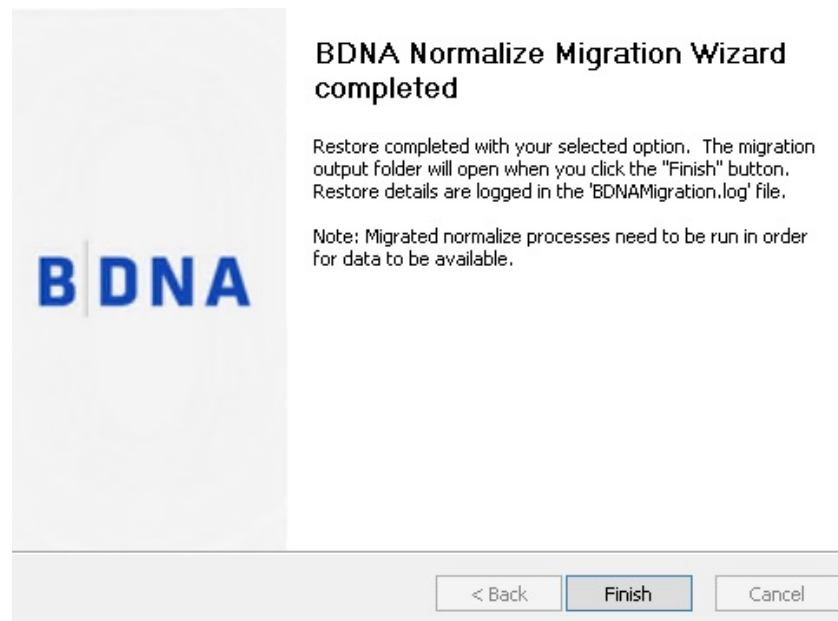 BDNA Normalize Migration Wizard
completed
Restore completed with your selected option. The migration
output folder will open when you click the "Finish" button.
Restore details are logged in the 'BDNAMigration.log' file.
Note: Migrated normalize processes need to be run in order
for data to be available.
BDNA
< Back
Finish
Cancel